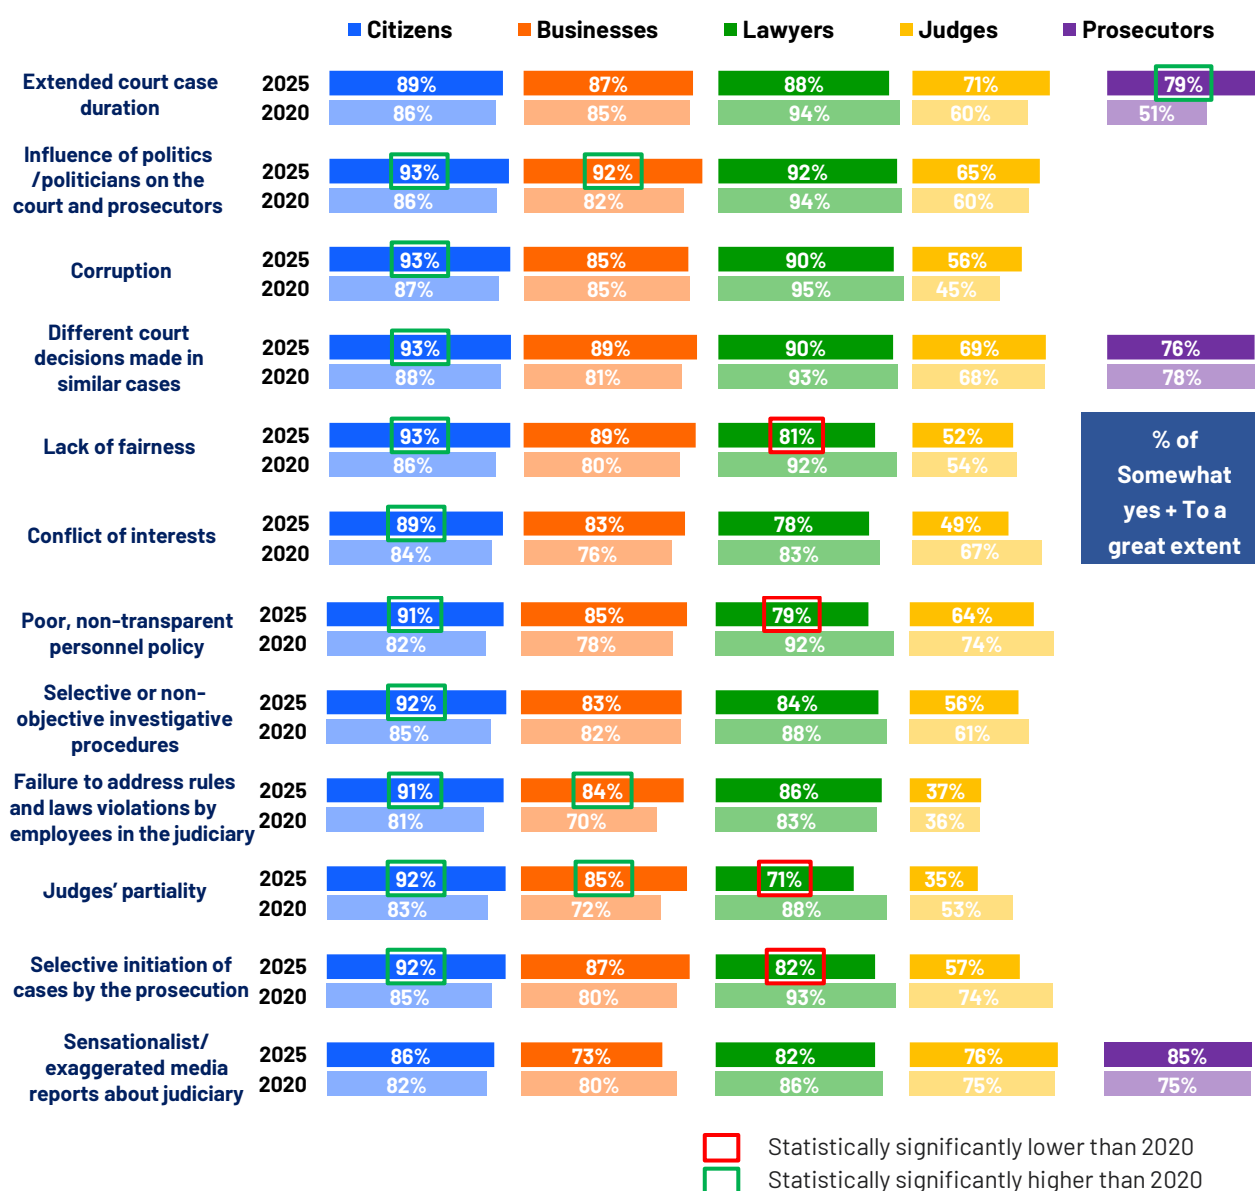 Citizens Businesses Lawyers Judges Prosecutors
Extended court case
duration
2025 89% 87% 88% 71% 79%
2020 86% 85% 94% 60% 51%
Influence of politics
/politicians on the
court and prosecutors
2025 93% 92% 92% 65%
2020 86% 82% 94% 60%
Corruption
2025 93% 85% 90% 56%
2020 87% 85% 95% 45%
Different court
decisions made in
similar cases
2025 93% 89% 90% 69% 76%
2020 88% 81% 93% 68% 78%
Lack of fairness
2025 93% 89% 81% 52%
2020 86% 80% 92% 54%
% of
Somewhat
yes + To a
great extent
Conflict of interests
2025 89% 83% 78% 49%
2020 84% 76% 83% 67%
Poor, non-transparent
personnel policy
2025 91% 85% 79% 64%
2020 82% 78% 92% 74%
Selective or non-
objective investigative
procedures
2025 92% 83% 84% 56%
2020 85% 82% 88% 61%
Failure to address rules
and laws violations by
employees in the judiciary
2025 91% 84% 86% 37%
2020 81% 70% 83% 36%
Judges’ partiality
2025 92% 85% 71% 35%
2020 83% 72% 88% 53%
Selective initiation of
cases by the prosecution
2025 92% 87% 82% 57%
2020 85% 80% 93% 74%
Sensationalist/
exaggerated media
reports about judiciary
2025 86% 73% 82% 76% 85%
2020 82% 80% 86% 75% 75%
Statistically significantly lower than 2020
Statistically significantly higher than 2020